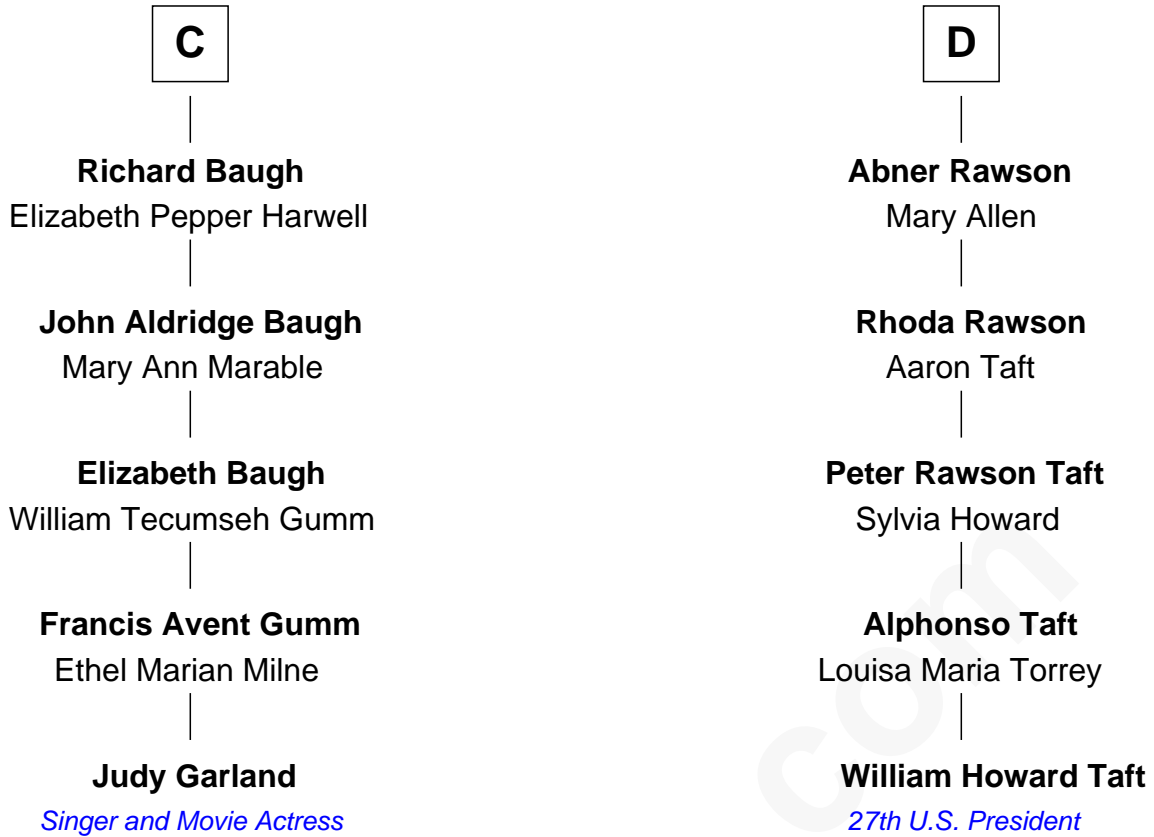 C
Richard Baugh
Elizabeth Pepper Harwell
John Aldridge Baugh
Mary Ann Marable
Elizabeth Baugh
William Tecumseh Gumm
Francis Avent Gumm
Ethel Marian Milne
Judy Garland
Singer and Movie Actress
D
Abner Rawson
Mary Allen
Rhoda Rawson
Aaron Taft
Peter Rawson Taft
Sylvia Howard
Alphonso Taft
Louisa Maria Torrey
William Howard Taft
27th U.S. President
com